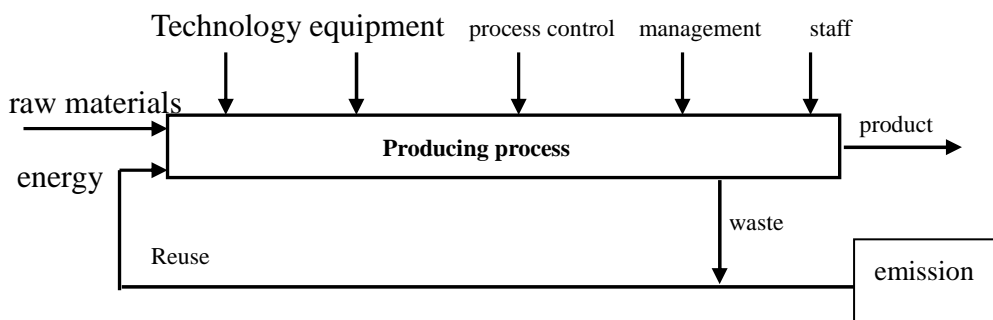 Technology equipment process control management staff
raw materials
product
Producing process
energy
waste
Reuse
emission